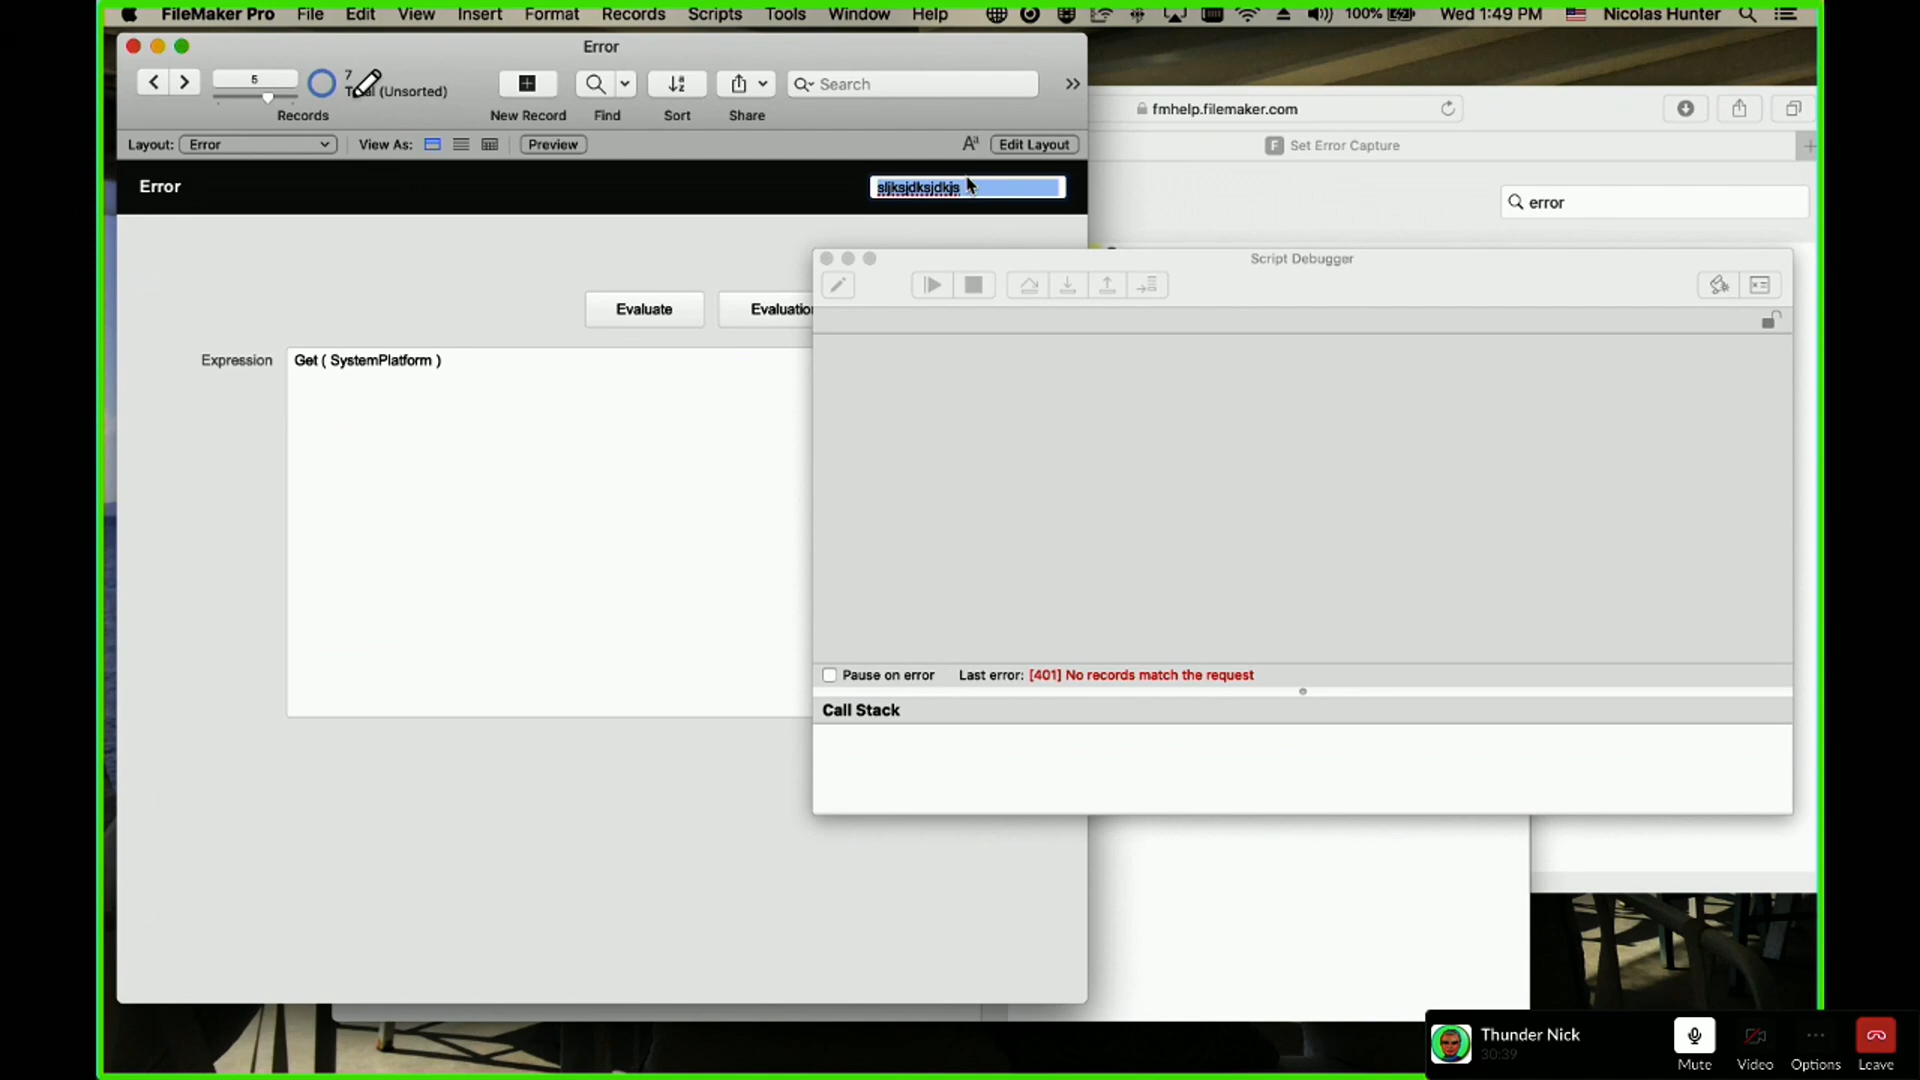 FileMaker Pro File Edit View Insert Format Records Scripts Tools Window Help 100% Wed 1:49 PM Nicolas Hunter
Error
5
7
(Unsorted)
Records
New Record
Find
Sort
Search
Share
Layout: Error
View As:
Preview
Edit Layout
Error
sljksjdksjdkjs
Evaluate
Expression
Get ( SystemPlatform )
fmhelp.filemaker.com
Set Error Capture
error
Script Debugger
Pause on error
Last error: [401] No records match the request
Call Stack
Thunder Nick
30:39
Mute
Video
Options
Leave